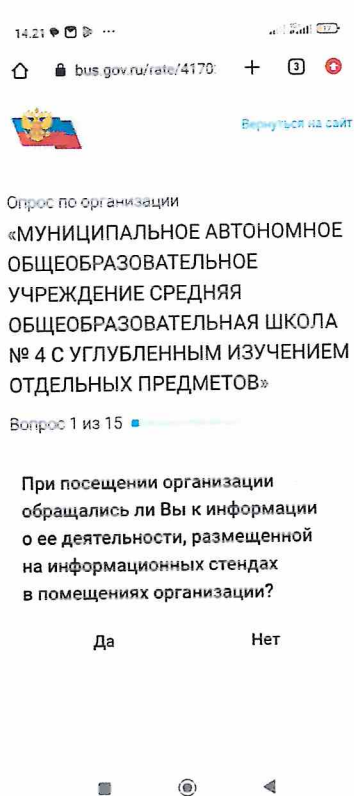 14.21
bus.gov.ru/rate/4170
3
Вернуться на сайт
Опрос по организации
«МУНИЦИПАЛЬНОЕ АВТОНОМНОЕ
ОБЩЕОБРАЗОВАТЕЛЬНОЕ
УЧРЕЖДЕНИЕ СРЕДНЯЯ
ОБЩЕОБРАЗОВАТЕЛЬНАЯ ШКОЛА
№ 4 С УГЛУБЛЕННЫМ ИЗУЧЕНИЕМ
ОТДЕЛЬНЫХ ПРЕДМЕТОВ»
Вопрос 1 из 15
При посещении организации
обращались ли Вы к информации
о ее деятельности, размещенной
на информационных стендах
в помещениях организации?
Да Нет